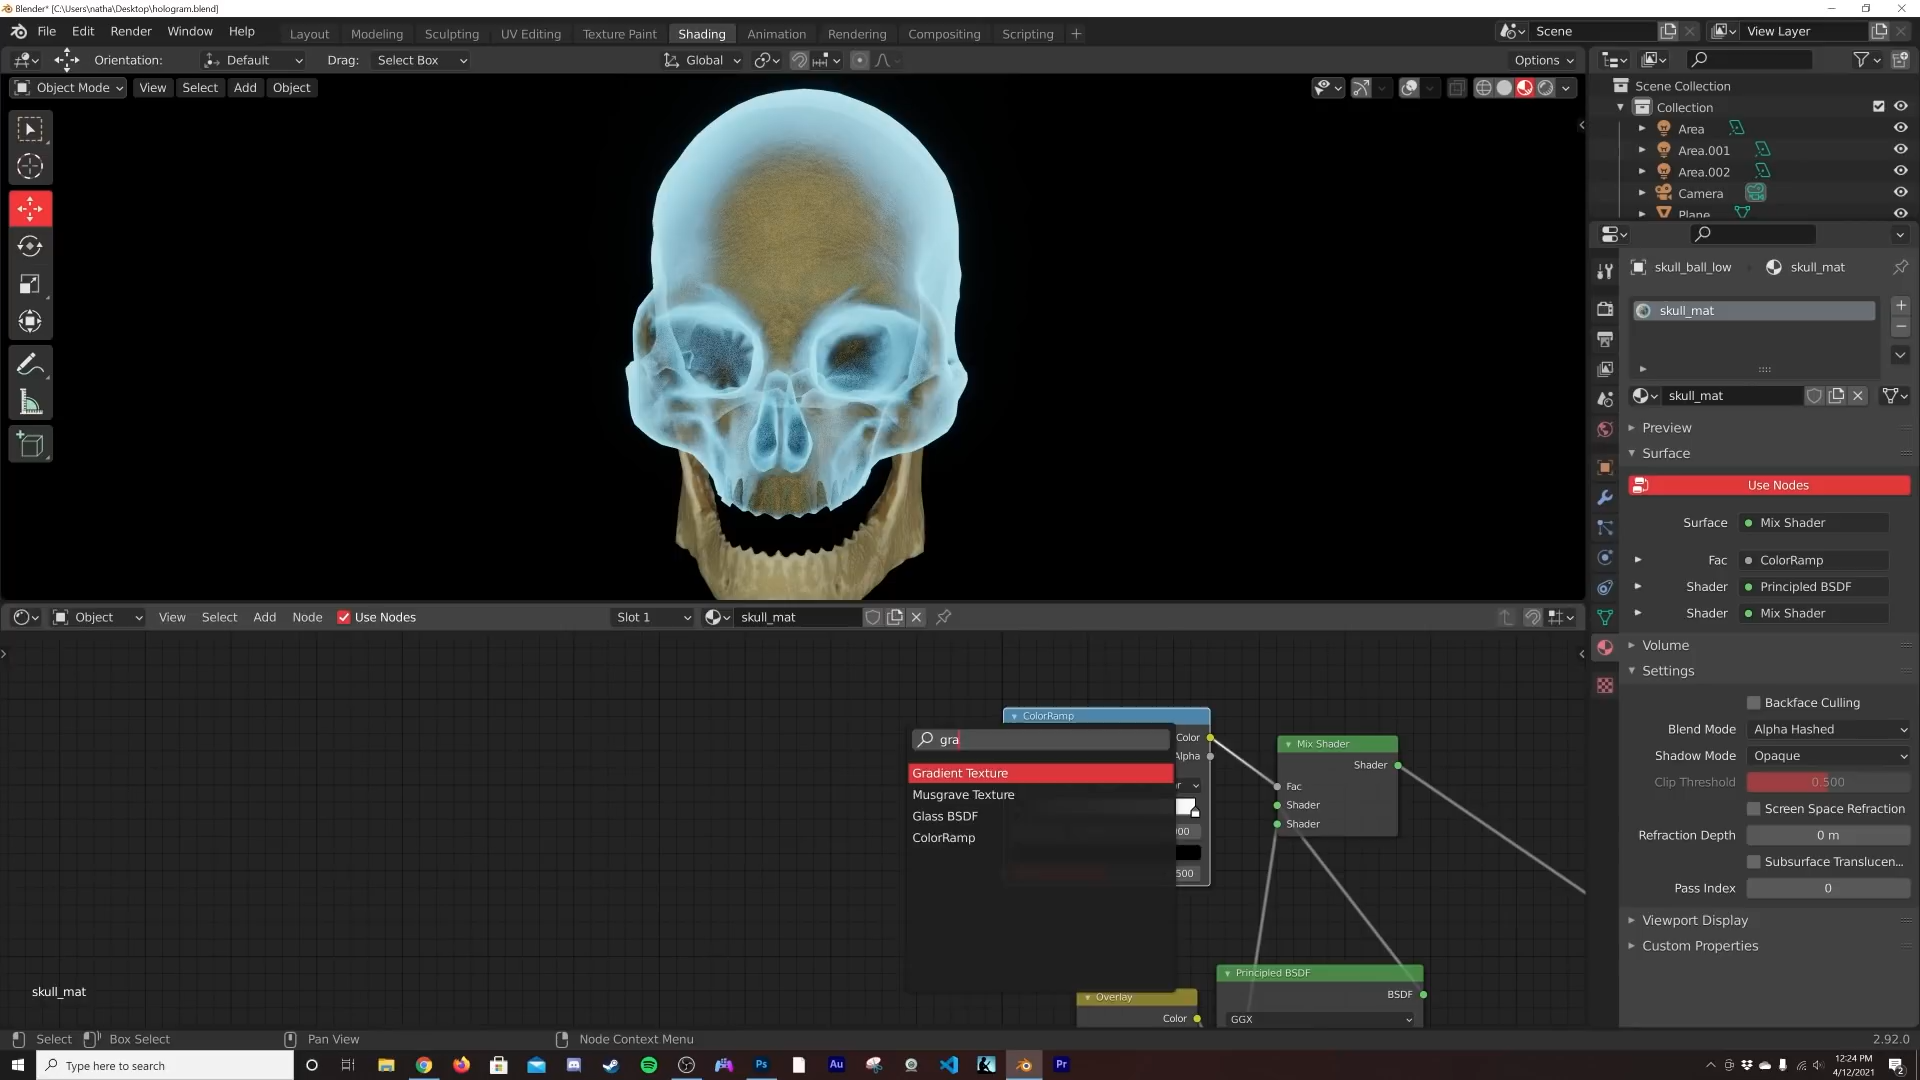 Blender* [C:\Users\natha\Desktop\hologram.blend]
File Edit Render Window Help
Layout Modeling Sculpting UV Editing Texture Paint Shading Animation Rendering Compositing Scripting +
Scene
View Layer
Orientation: Default Drag: Select Box
Global
Options
Object Mode View Select Add Object
Scene Collection
Collection
Area
Area.001
Area.002
Camera
Plane
skull_ball_low skull_mat
skull_mat
skull_mat
Preview
Surface
Use Nodes
Surface Mix Shader
Fac ColorRamp
Shader Principled BSDF
Shader Mix Shader
Volume
Settings
Backface Culling
Blend Mode Alpha Hashed
Shadow Mode Opaque
Clip Threshold 0.500
Screen Space Refraction
Refraction Depth 0 m
Subsurface Translucen...
Pass Index 0
Viewport Display
Custom Properties
Object View Select Add Node Use Nodes Slot 1 skull_mat
ColorRamp
Color
Alpha
gra
Gradient Texture
Musgrave Texture
Glass BSDF
ColorRamp
r
00
500
Mix Shader
Shader
Fac
Shader
Shader
Principled BSDF
BSDF
GGX
Overlay
Color
skull_mat
Select Box Select Pan View Node Context Menu 2.92.0
Type here to search
Ps
Au
Pr
12:24 PM
4/12/2021
2